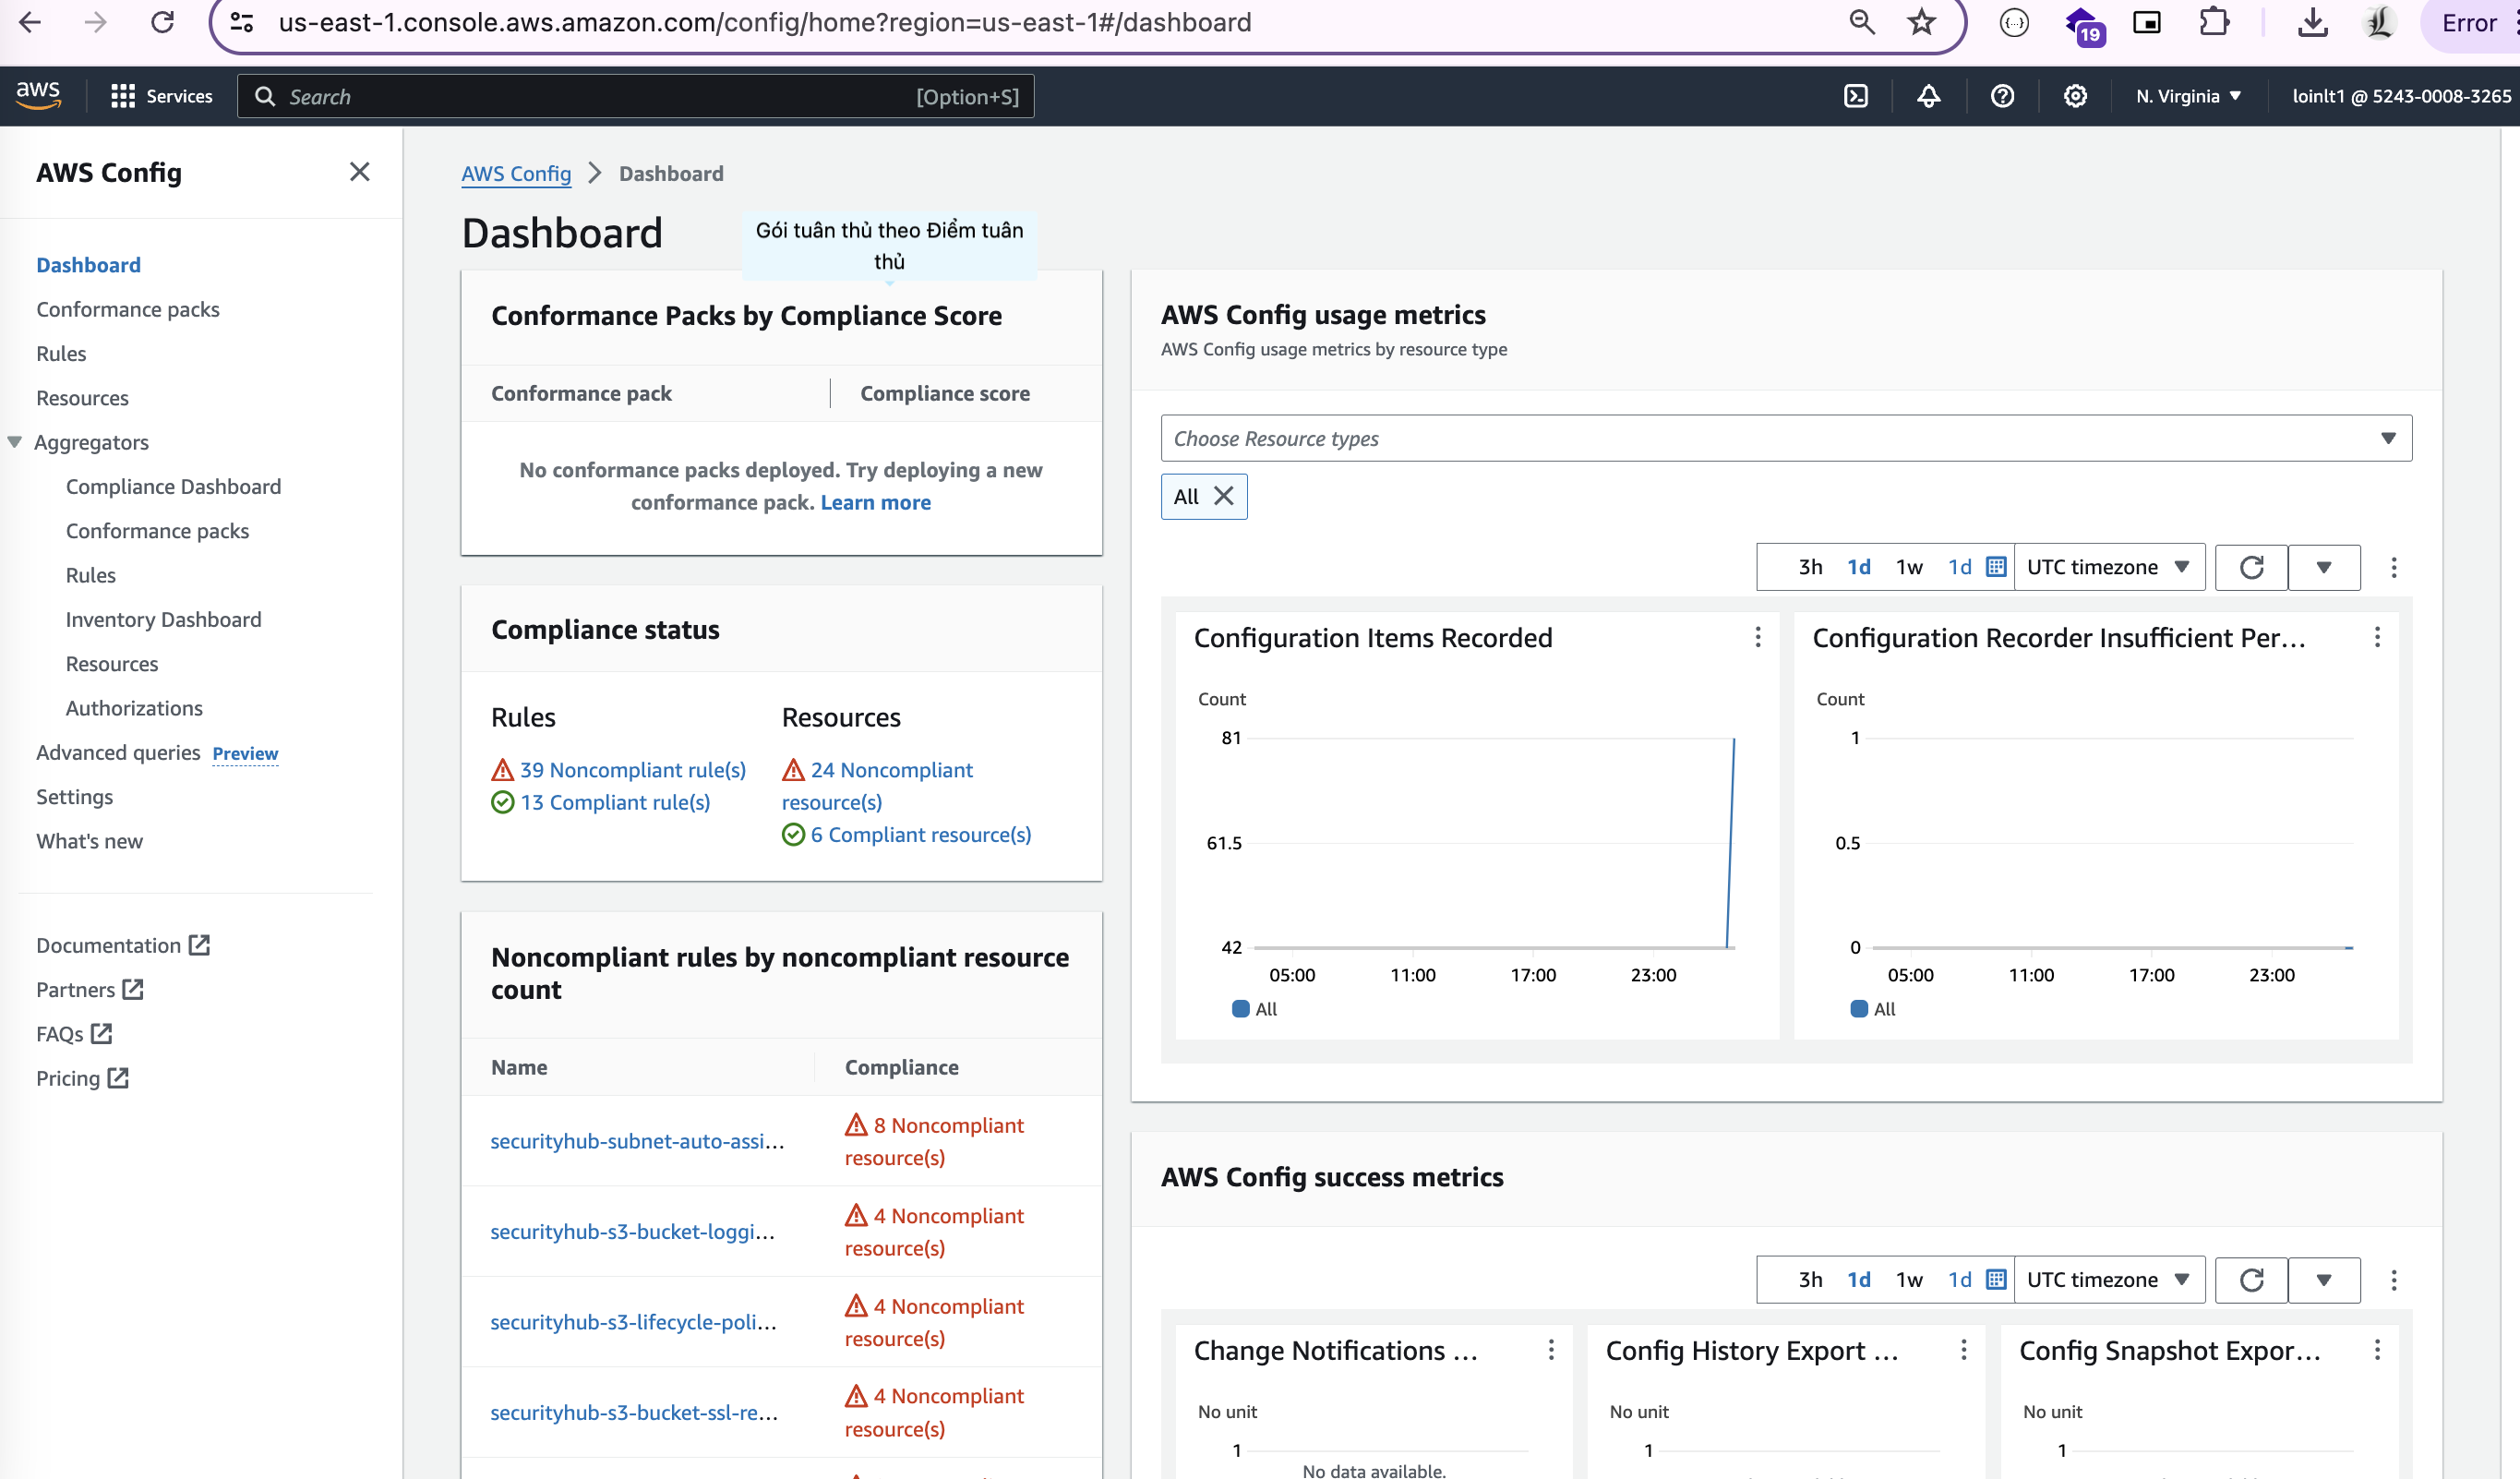 us-east-1.console.aws.amazon.com/config/home?region=us-east-1#/dashboard
19
Error
aws
Services
Search
[Option+S]
N. Virginia
loinlt1 @ 5243-0008-3265
AWS Config
Dashboard
Conformance packs
Rules
Resources
Aggregators
Compliance Dashboard
Conformance packs
Rules
Inventory Dashboard
Resources
Authorizations
Advanced queries Preview
Settings
What's new
Documentation
Partners
FAQs
Pricing
AWS Config > Dashboard
Dashboard
Gói tuân thủ theo Điểm tuân
thủ
Conformance Packs by Compliance Score
Conformance pack
Compliance score
No conformance packs deployed. Try deploying a new
conformance pack. Learn more
Compliance status
Rules
39 Noncompliant rule(s)
13 Compliant rule(s)
Resources
24 Noncompliant
resource(s)
6 Compliant resource(s)
Noncompliant rules by noncompliant resource
count
Name
Compliance
securityhub-subnet-auto-assi...
8 Noncompliant
resource(s)
securityhub-s3-bucket-loggi...
4 Noncompliant
resource(s)
securityhub-s3-lifecycle-poli...
4 Noncompliant
resource(s)
securityhub-s3-bucket-ssl-re...
4 Noncompliant
resource(s)
AWS Config usage metrics
AWS Config usage metrics by resource type
Choose Resource types
All
3h 1d 1w 1d UTC timezone
Configuration Items Recorded
Count
81
61.5
42
05:00 11:00 17:00 23:00
All
Configuration Recorder Insufficient Per...
Count
1
0.5
0
05:00 11:00 17:00 23:00
All
AWS Config success metrics
3h 1d 1w 1d UTC timezone
Change Notifications ...
No unit
1
No data available.
Config History Export ...
No unit
1
Config Snapshot Expor...
No unit
1